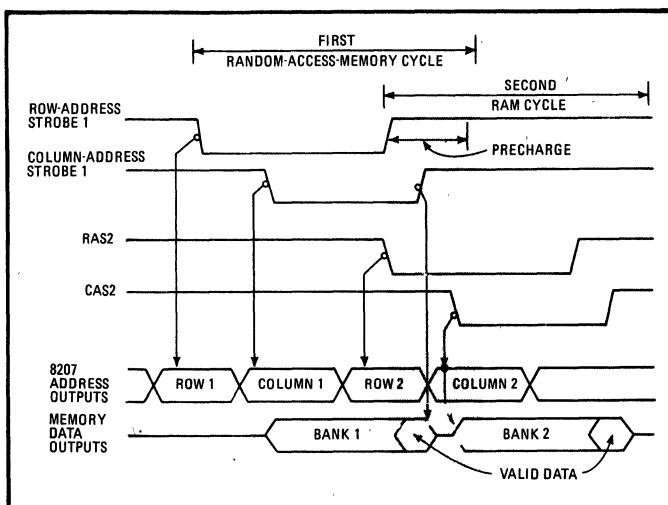 FIRST
RANDOM-ACCESS-MEMORY CYCLE
SECOND
RAM CYCLE
ROW-ADDRESS
STROBE 1
PRECHARGE
COLUMN-ADDRESS
STROBE 1
RAS2
CAS2
8207
ADDRESS
OUTPUTS
ROW 1
COLUMN 1
ROW 2
COLUMN 2
MEMORY
DATA
OUTPUTS
BANK 1
BANK 2
VALID DATA